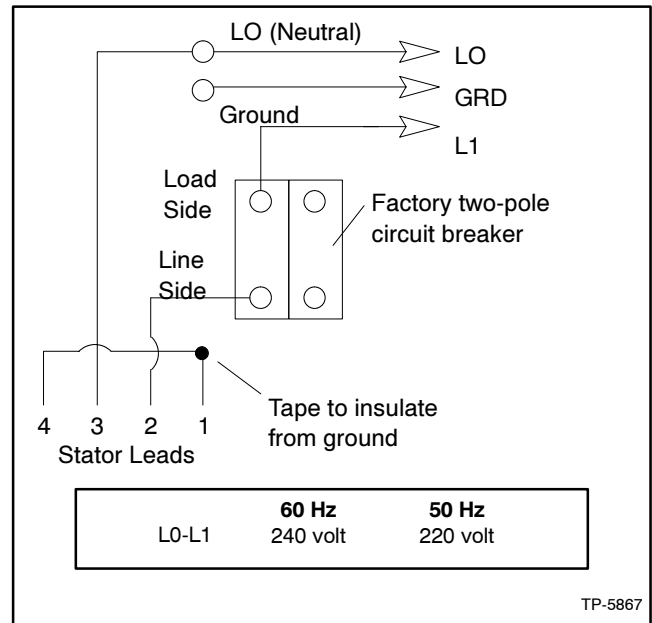 LO (Neutral)
LO
GRD
Ground
L1
Load
Side
Factory two-pole
circuit breaker
Line
Side
4 3 2 1
Stator Leads
Tape to insulate
from ground
60 Hz 50 Hz
L0-L1 240 volt 220 volt
TP-5867